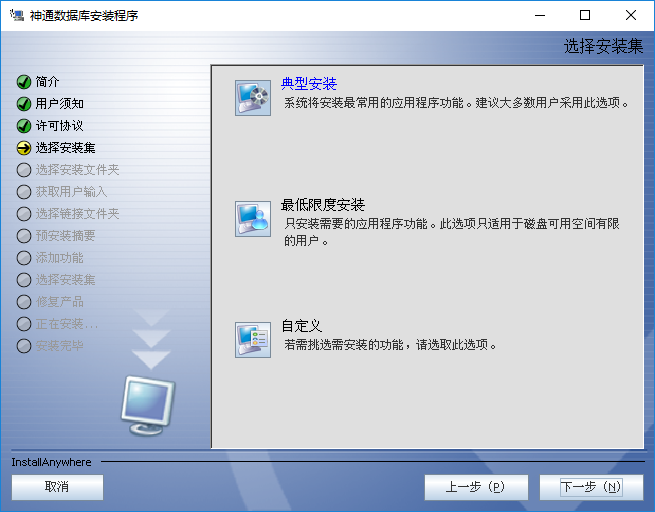 神通数据库安装程序
选择安装集
简介
用户须知
许可协议
选择安装集
选择安装文件夹
获取用户输入
选择链接文件夹
预安装摘要
添加功能
选择安装集
修复产品
正在安装...
安装完毕
典型安装
系统将安装最常用的应用程序功能。建议大多数用户采用此选项。
最低限度安装
只安装需要的应用程序功能。此选项只适用于磁盘可用空间有限
的用户。
自定义
若需挑选需安装的功能，请选取此选项。
InstallAnywhere
取消
上一步（P）
下一步（N）